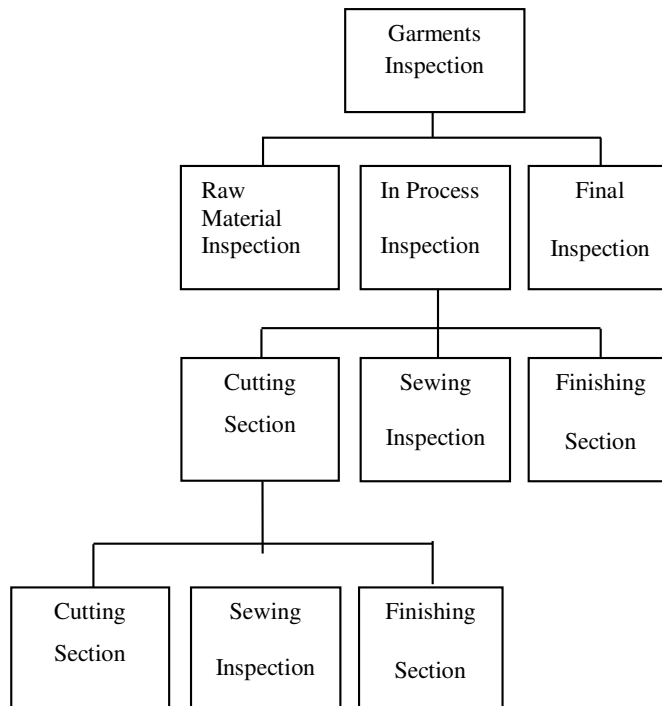 Garments
Inspection
Raw
Material
Inspection
In Process
Inspection
Final
Inspection
Cutting
Section
Sewing
Inspection
Finishing
Section
Cutting
Section
Sewing
Inspection
Finishing
Section